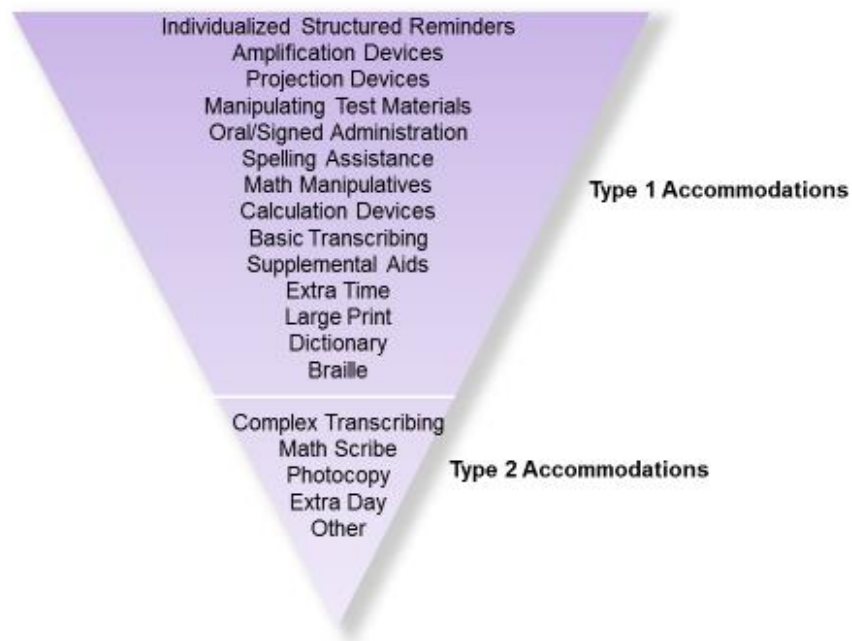 Individualized Structured Reminders
Amplification Devices
Projection Devices
Manipulating Test Materials
Oral/Signed Administration
Spelling Assistance
Math Manipulatives
Calculation Devices
Basic Transcribing
Supplemental Aids
Extra Time
Large Print
Dictionary
Braille
Type 1 Accommodations
Complex Transcribing
Math Scribe
Photocopy
Extra Day
Other
Type 2 Accommodations